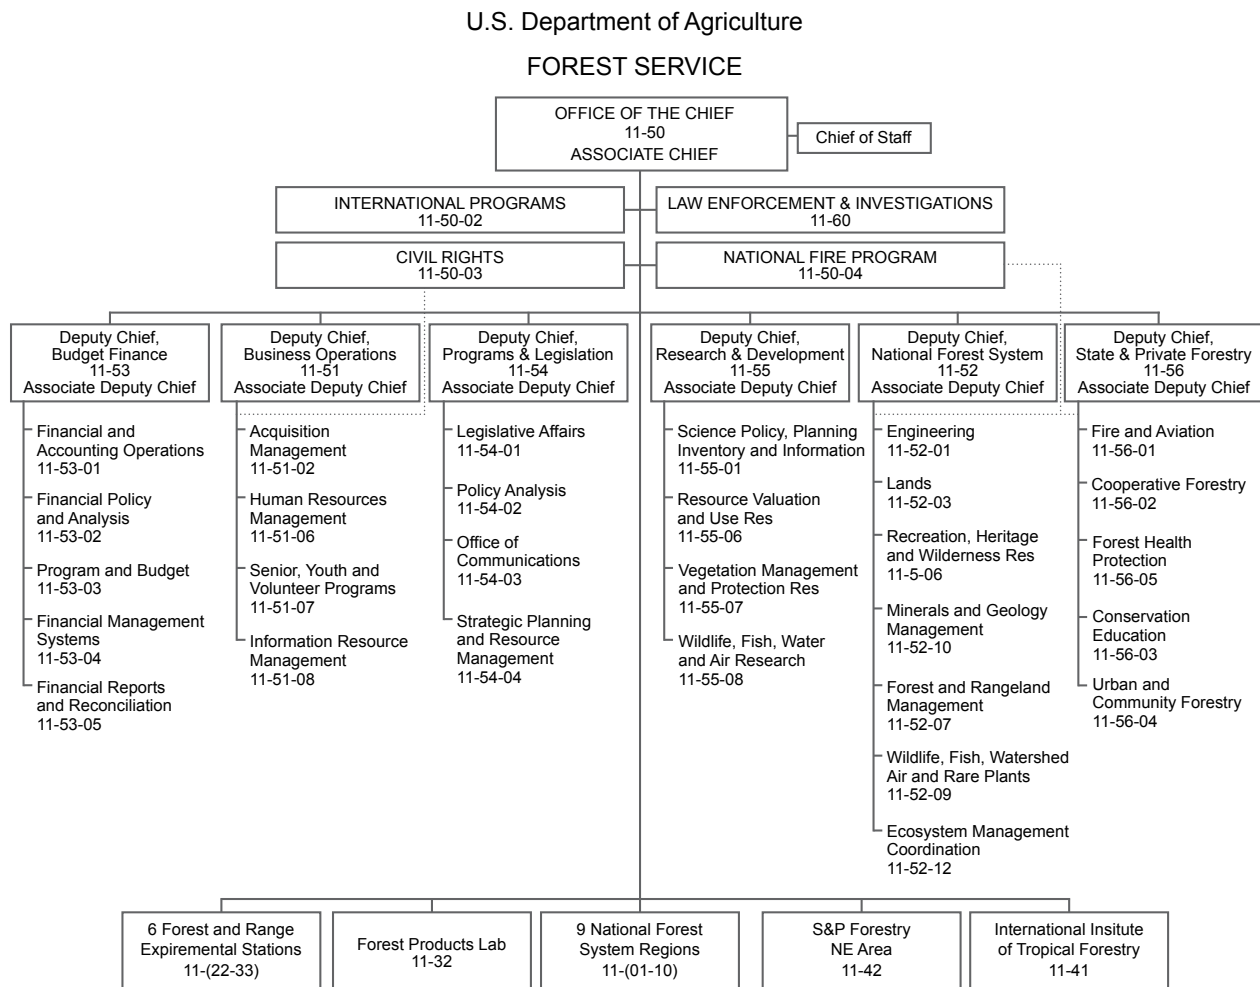 U.S. Department of Agriculture
FOREST SERVICE
OFFICE OF THE CHIEF
11-50
ASSOCIATE CHIEF
Chief of Staff
INTERNATIONAL PROGRAMS
11-50-02
LAW ENFORCEMENT & INVESTIGATIONS
11-60
CIVIL RIGHTS
11-50-03
NATIONAL FIRE PROGRAM
11-50-04
Deputy Chief,
Budget Finance
11-53
Associate Deputy Chief
Financial and
Accounting Operations
11-53-01
Financial Policy
and Analysis
11-53-02
Program and Budget
11-53-03
Financial Management
Systems
11-53-04
Financial Reports
and Reconciliation
11-53-05
Deputy Chief,
Business Operations
11-51
Associate Deputy Chief
Acquisition
Management
11-51-02
Human Resources
Management
11-51-06
Senior, Youth and
Volunteer Programs
11-51-07
Information Resource
Management
11-51-08
Deputy Chief,
Programs & Legislation
11-54
Associate Deputy Chief
Legislative Affairs
11-54-01
Policy Analysis
11-54-02
Office of
Communications
11-54-03
Strategic Planning
and Resource
Management
11-54-04
Deputy Chief,
Research & Development
11-55
Associate Deputy Chief
Science Policy, Planning
Inventory and Information
11-55-01
Resource Valuation
and Use Res
11-55-06
Vegetation Management
and Protection Res
11-55-07
Wildlife, Fish, Water
and Air Research
11-55-08
Deputy Chief,
National Forest System
11-52
Associate Deputy Chief
Engineering
11-52-01
Lands
11-52-03
Recreation, Heritage
and Wilderness Res
11-5-06
Minerals and Geology
Management
11-52-10
Forest and Rangeland
Management
11-52-07
Wildlife, Fish, Watershed
Air and Rare Plants
11-52-09
Ecosystem Management
Coordination
11-52-12
Deputy Chief,
State & Private Forestry
11-56
Associate Deputy Chief
Fire and Aviation
11-56-01
Cooperative Forestry
11-56-02
Forest Health
Protection
11-56-05
Conservation
Education
11-56-03
Urban and
Community Forestry
11-56-04
6 Forest and Range
Expiremental Stations
11-(22-33)
Forest Products Lab
11-32
9 National Forest
System Regions
11-(01-10)
S&P Forestry
NE Area
11-42
International Insitute
of Tropical Forestry
11-41